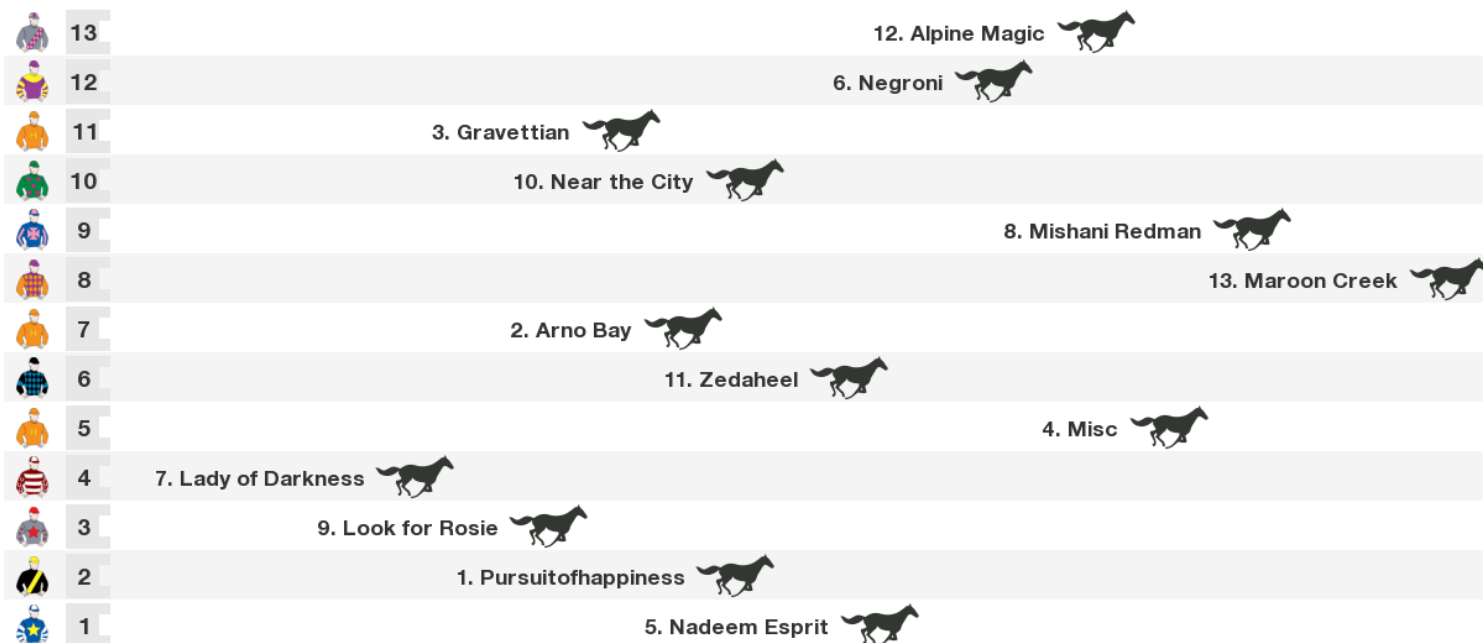 13 12. Alpine Magic
12 6. Negroni
11 3. Gravettian
10 10. Near the City
9 8. Mishani Redman
8 13. Maroon Creek
7 2. Arno Bay
6 11. Zedaheel
5 4. Misc
4 7. Lady of Darkness
3 9. Look for Rosie
2 1. Pursuitofhappiness
1 5. Nadeem Esprit